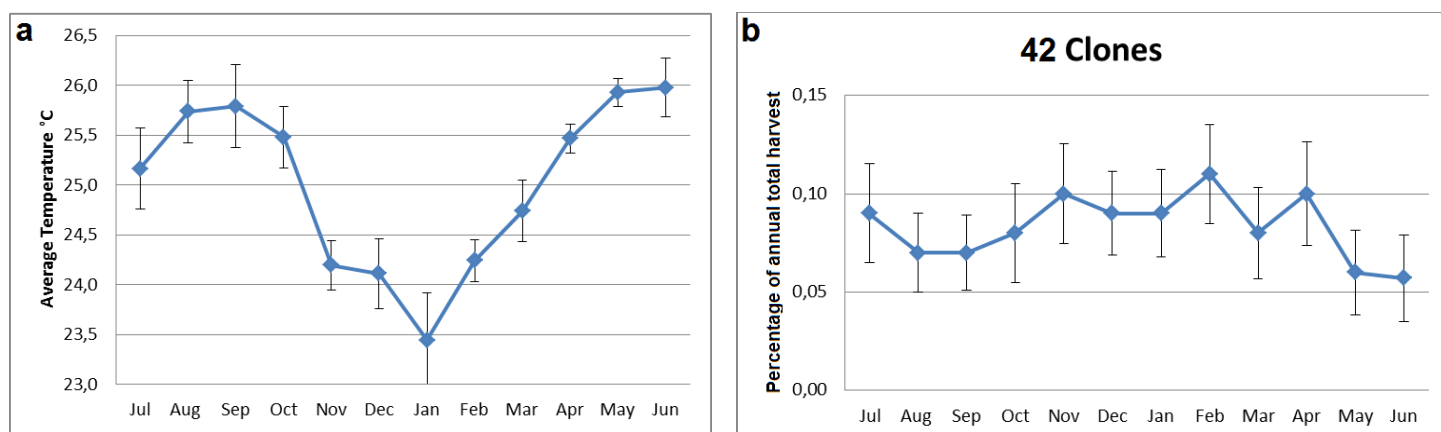 a
Average Temperature °C
26,5
26,0
25,5
25,0
24,5
24,0
23,5
23,0
Jul Aug Sep Oct Nov Dec Jan Feb Mar Apr May Jun
b
42 Clones
Percentage of annual total harvest
0,15
0,10
0,05
0,00
Jul Aug Sep Oct Nov Dec Jan Feb Mar Apr May Jun